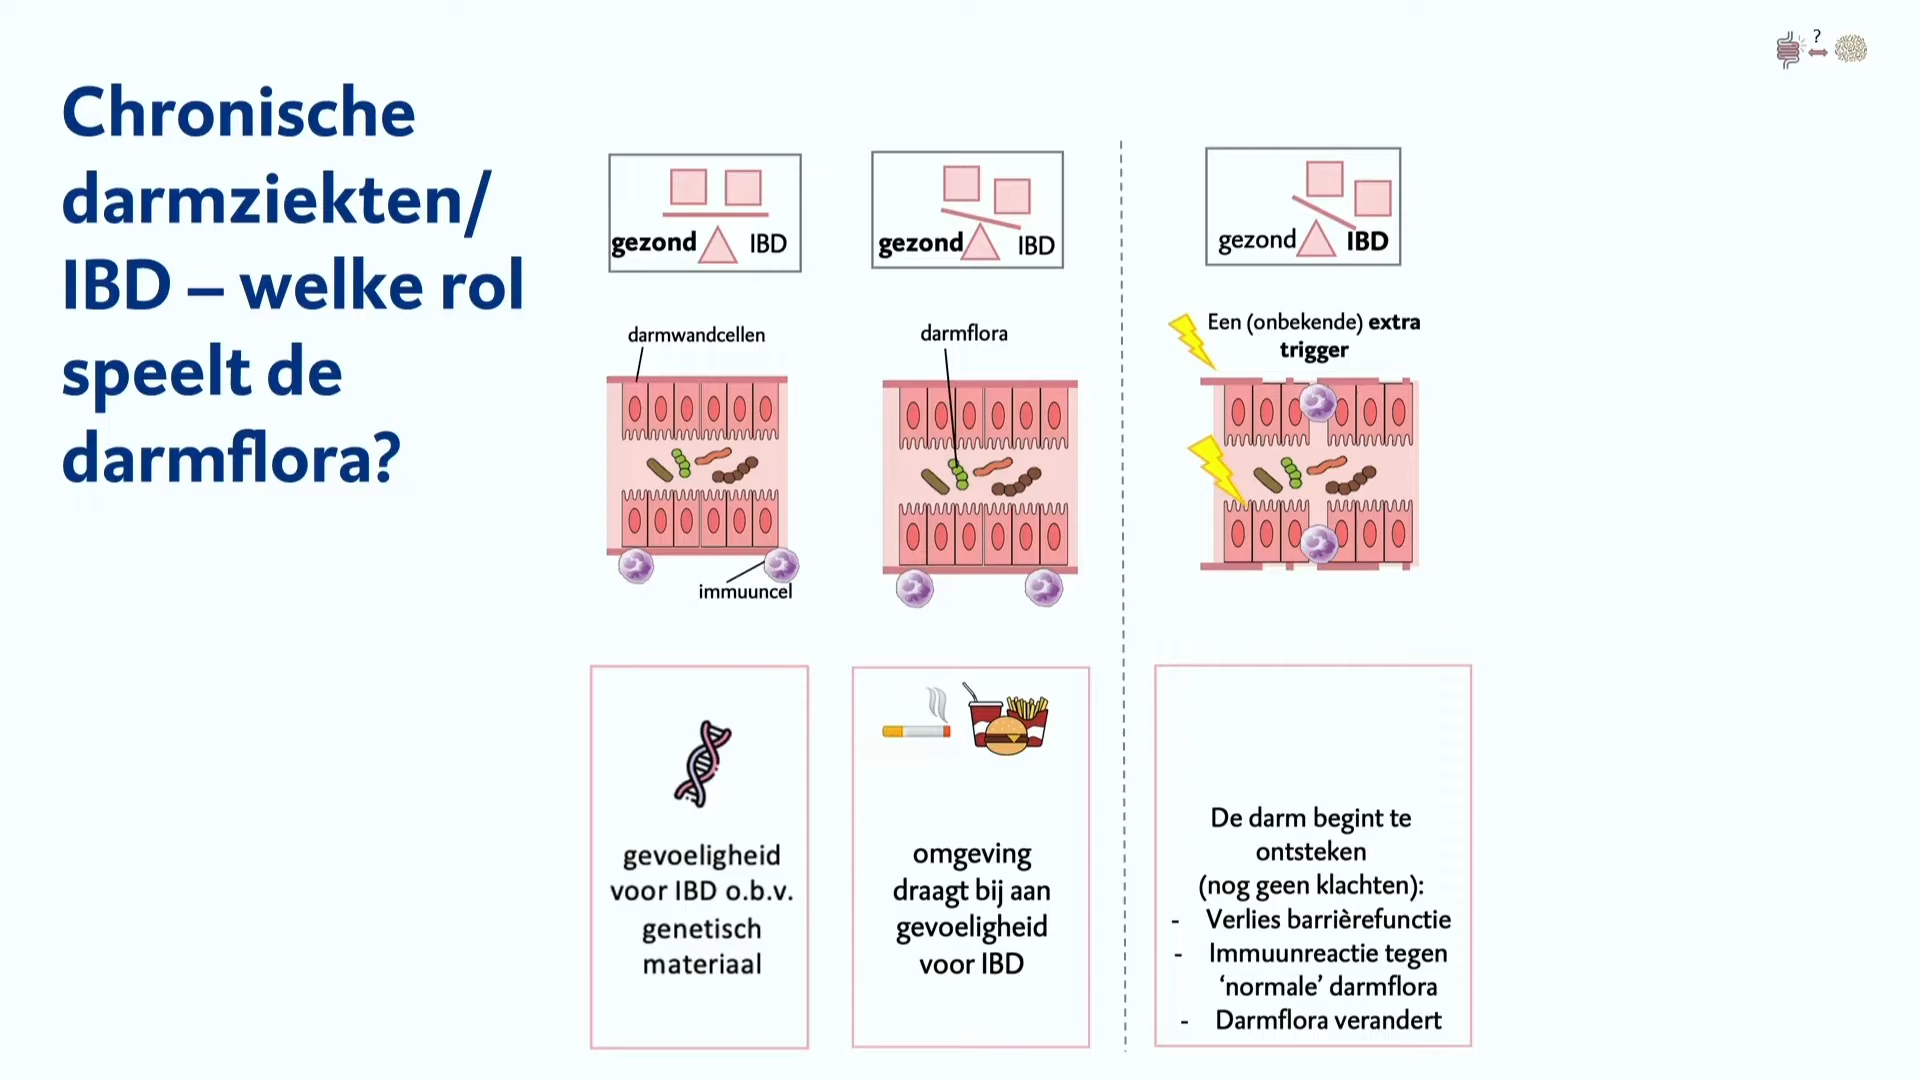 ?
Chronische
darmziekten/
IBD – welke rol
speelt de
darmflora?
gezond IBD
darmwandcellen
immuuncel
gevoeligheid
voor IBD o.b.v.
genetisch
materiaal
gezond IBD
darmflora
omgeving
draagt bij aan
gevoeligheid
voor IBD
gezond IBD
Een (onbekende) extra
trigger
De darm begint te
ontsteken
(nog geen klachten):
- Verlies barrièrefunctie
- Immuunreactie tegen
‘normale’ darmflora
- Darmflora verandert